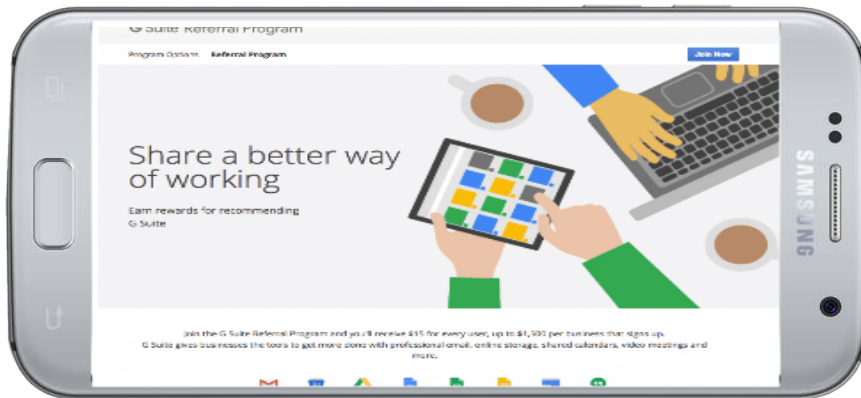 G Suite Referral Program
Program Options Referral Program
Join Now
Share a better way
of working
Earn rewards for recommending
G Suite
Join the G Suite Referral Program and you'll receive $15 for every user, up to $1,500 per business that signs up.
G Suite gives businesses the tools to get more done with professional email, online storage, shared calendars, video meetings and
more.
SAMSUNG